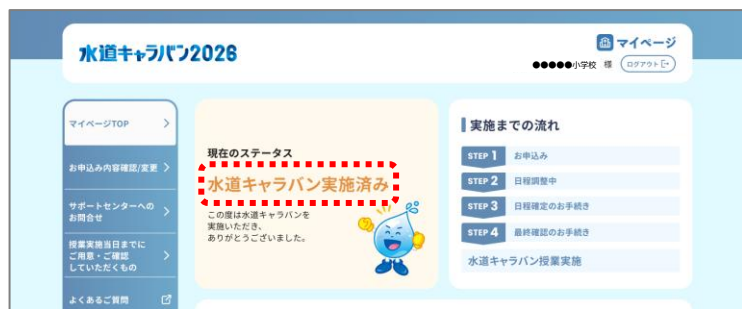 水道キャラバン2026
マイページ
●●●●●小学校 様
ログアウト
マイページTOP
お申込み内容確認/変更
サポートセンターへの
お問合せ
授業実施当日までに
ご用意・ご確認
していただくもの
よくあるご質問
現在のステータス
水道キャラバン実施済み
この度は水道キャラバンを
実施いただき、
ありがとうございました。
実施までの流れ
STEP 1 お申込み
STEP 2 日程調整中
STEP 3 日程確定のお手続き
STEP 4 最終確認のお手続き
水道キャラバン授業実施